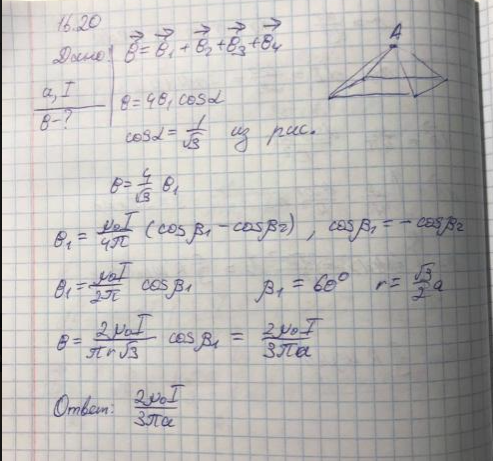 16.20
Дано:
a, I
B-?
B⃗ = B⃗₁ + B⃗₂ + B⃗₃ + B⃗₄
A
B = 4B₁ cosα
cosα = 1/√3 из рис.
B = 4/√3 B₁
B₁ = μ₀I/4π (cosβ₁ - cosβ₂), cosβ₁ = - cosβ₂
B₁ = μ₀I/2π cosβ₁ β₁ = 60° r = √3/2 a
B = 2μ₀I/πr√3 cosβ₁ = 2μ₀I/3πa
Ответ: 2μ₀I/3πa